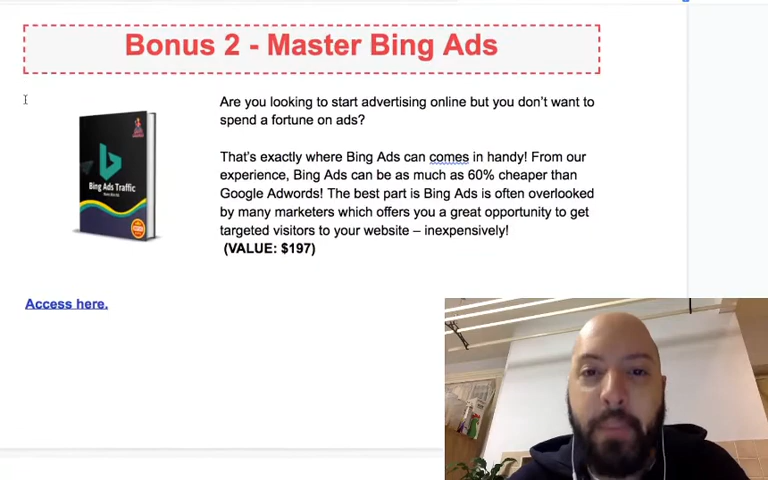 Bonus 2 - Master Bing Ads
Are you looking to start advertising online but you don't want to
spend a fortune on ads?
That's exactly where Bing Ads can comes in handy! From our
experience, Bing Ads can be as much as 60% cheaper than
Google Adwords! The best part is Bing Ads is often overlooked
by many marketers which offers you a great opportunity to get
targeted visitors to your website – inexpensively!
(VALUE: $197)
Bing Ads Traffic
Access here.